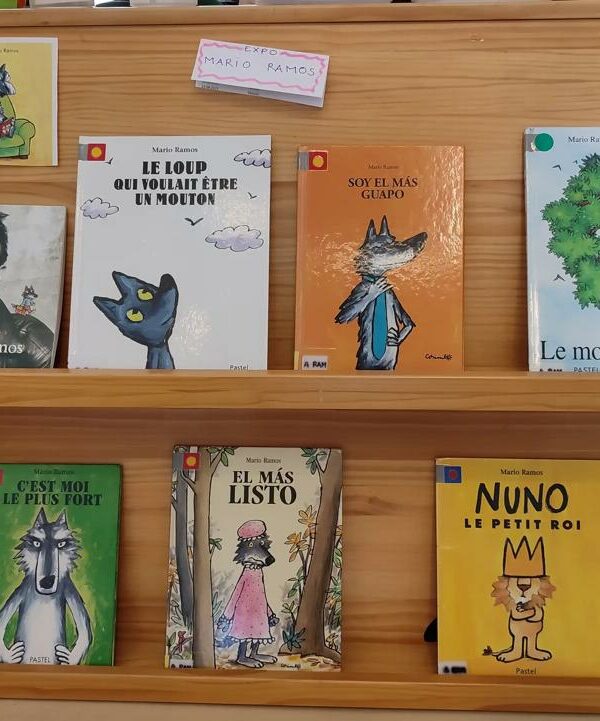 EXPO
MARIO RAMOS
Ramos
Mario Ramos
LE LOUP
QUI VOULAIT ÊTRE
UN MOUTON
Pastel
Mario Ramos
SOY EL MÁS
GUAPO
A RAM
Mario Ramos
Le mo
PASTEL
Mario Ramos
C'EST MOI
LE PLUS FORT
PASTEL
Mario Ramos
EL MÁS
LISTO
Mario Ramos
NUNO
LE PETIT ROI
Pastel